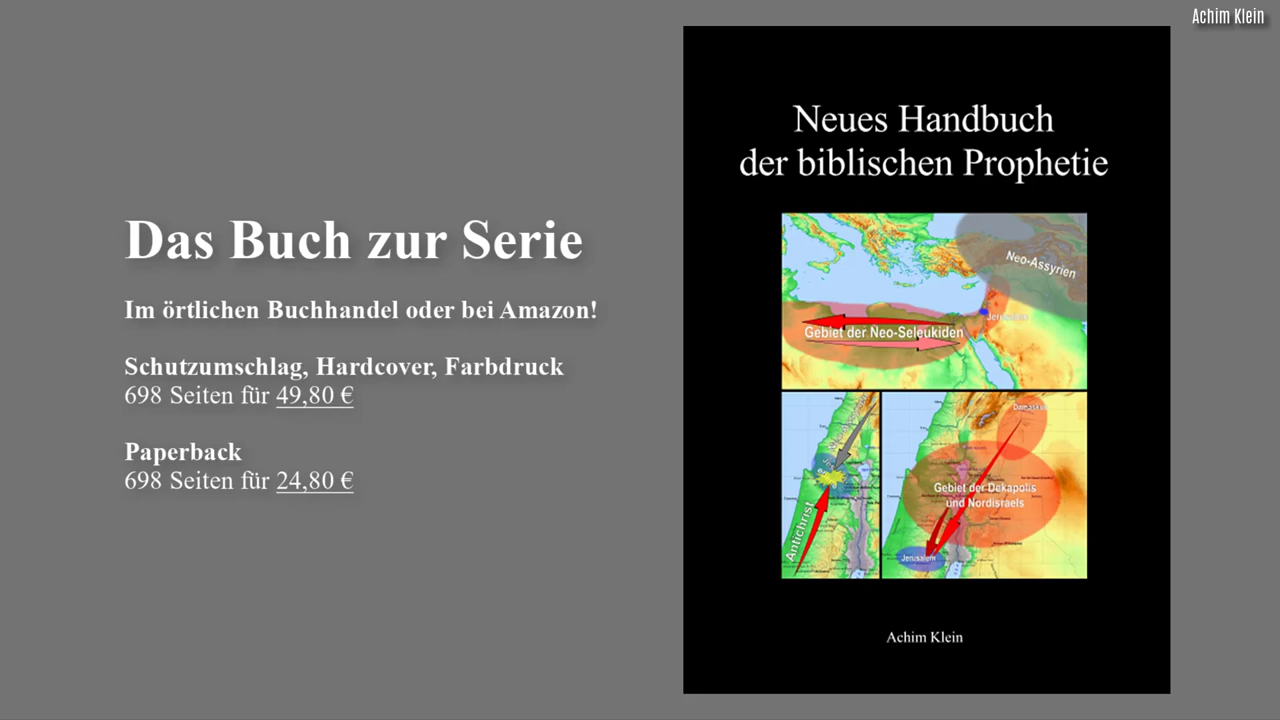 Achim Klein
Das Buch zur Serie
Im örtlichen Buchhandel oder bei Amazon!
Schutzumschlag, Hardcover, Farbdruck
698 Seiten für 49,80 €
Paperback
698 Seiten für 24,80 €
Neues Handbuch
der biblischen Prophetie
Neo-Assyrien
Jerusalem
Gebiet der Neo-Seleukiden
Antichrist
Damaskus
Gebiet der Dekapolis
und Nordisraels
Jerusalem
Achim Klein